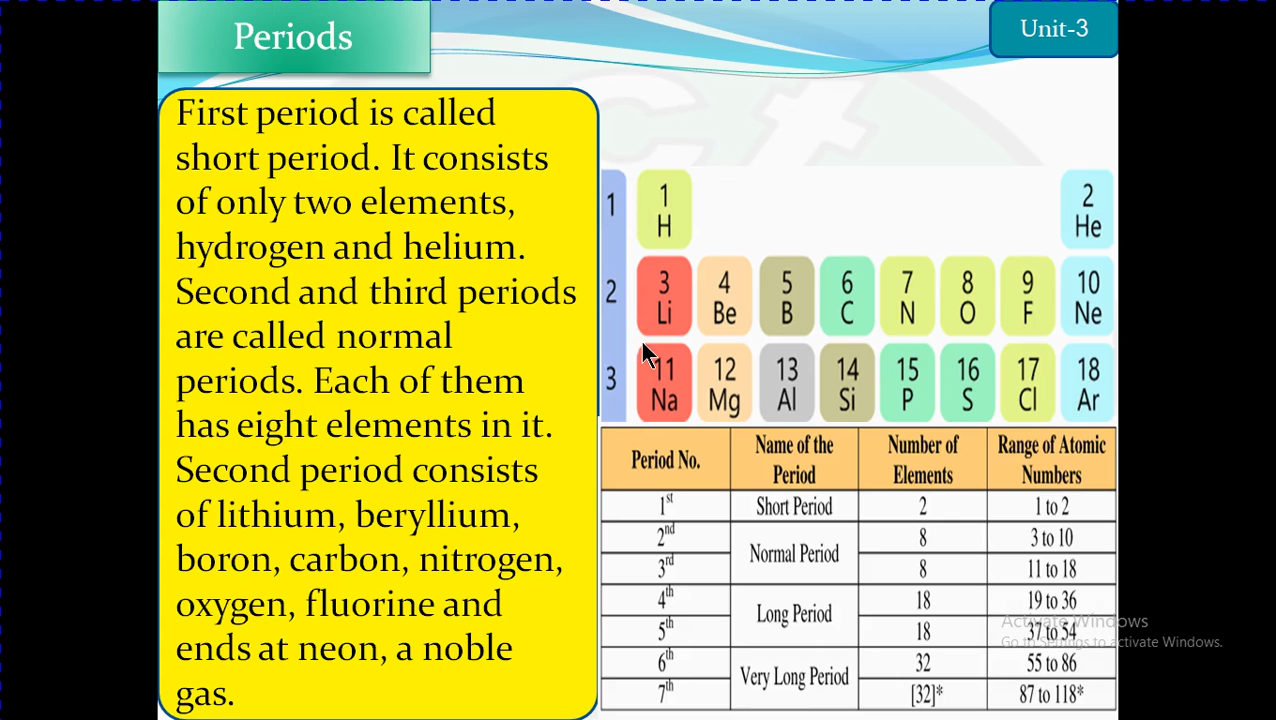 Periods
Unit-3
First period is called
short period. It consists
of only two elements,
hydrogen and helium.
Second and third periods
are called normal
periods. Each of them
has eight elements in it.
Second period consists
of lithium, beryllium,
boron, carbon, nitrogen,
oxygen, fluorine and
ends at neon, a noble
gas.
1 1 H 2 He
2 3 Li 4 Be 5 B 6 C 7 N 8 O 9 F 10 Ne
3 11 Na 12 Mg 13 Al 14 Si 15 P 16 S 17 Cl 18 Ar
Period No. Name of the Period Number of Elements Range of Atomic Numbers
1st Short Period 2 1 to 2
2nd Normal Period 8 3 to 10
3rd 8 11 to 18
4th Long Period 18 19 to 36
5th 18 37 to 54
6th Very Long Period 32 55 to 86
7th [32]* 87 to 118*
Activate Windows
Go to Settings to activate Windows.